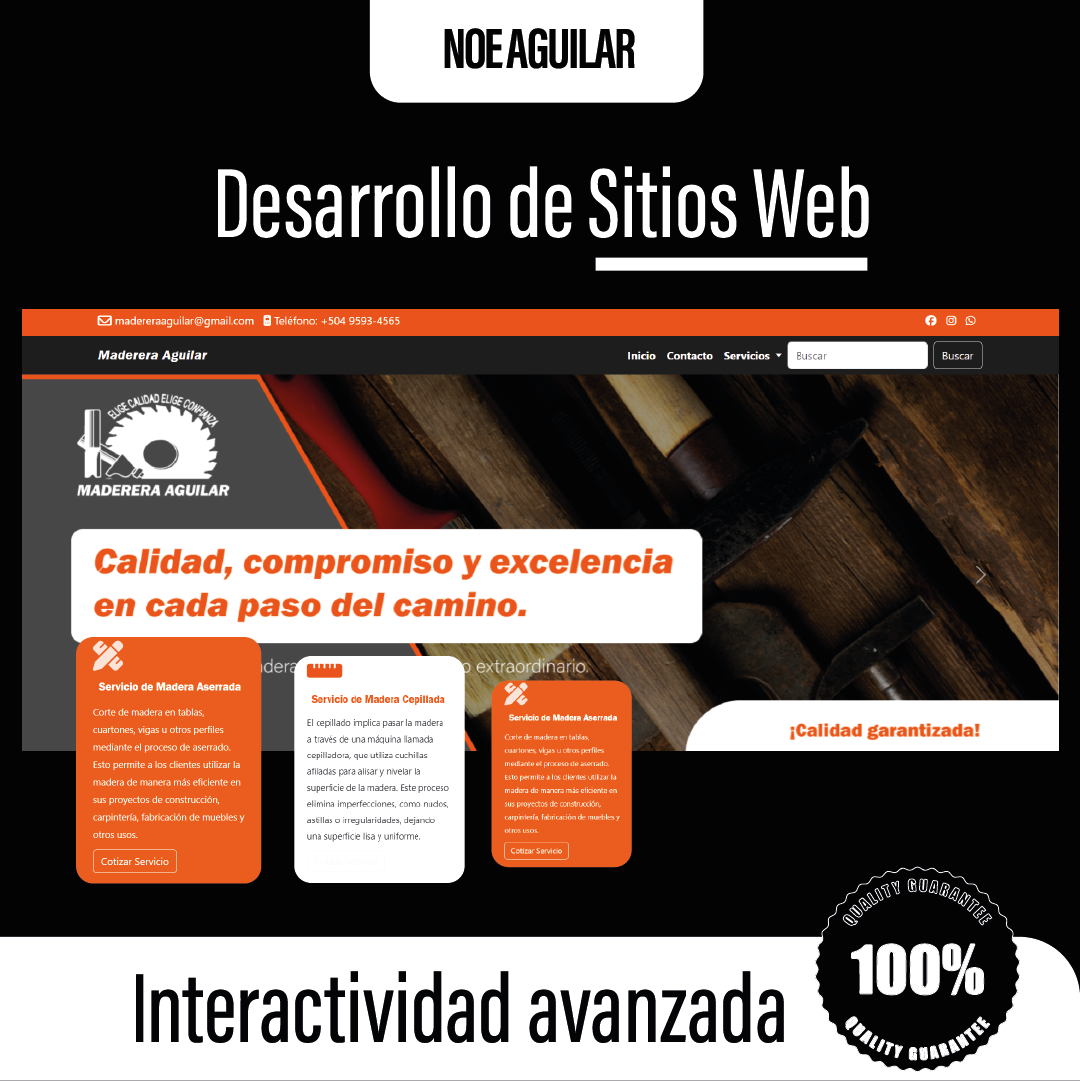 NOE AGUILAR
Desarrollo de Sitios Web
madereraaguilar@gmail.com Teléfono: +504 9593-4565
Maderera Aguilar
Inicio Contacto Servicios Buscar Buscar
ELIGE CALIDAD ELIGE CONFIANZA
MADERERA AGUILAR
Calidad, compromiso y excelencia
en cada paso del camino.
extraordinario.
Servicio de Madera Aserrada
Corte de madera en tablas,
cuartones, vigas u otros perfiles
mediante el proceso de aserrado.
Esto permite a los clientes utilizar la
madera de manera más eficiente en
sus proyectos de construcción,
carpintería, fabricación de muebles y
otros usos.
Cotizar Servicio
Servicio de Madera Cepillada
El cepillado implica pasar la madera
a través de una máquina llamada
cepilladora, que utiliza cuchillas
afiladas para alisar y nivelar la
superficie de la madera. Este proceso
elimina imperfecciones, como nudos,
astillas o irregularidades, dejando
una superficie lisa y uniforme.
Servicio de Madera Aserrada
Corte de madera en tablas,
cuartones, vigas u otros perfiles
mediante el proceso de aserrado.
Esto permite a los clientes utilizar la
madera de manera más eficiente en
sus proyectos de construcción,
carpintería, fabricación de muebles y
otros usos.
Cotizar Servicio
¡Calidad garantizada!
Interactividad avanzada
QUALITY GUARANTEE
100%
QUALITY GUARANTEE